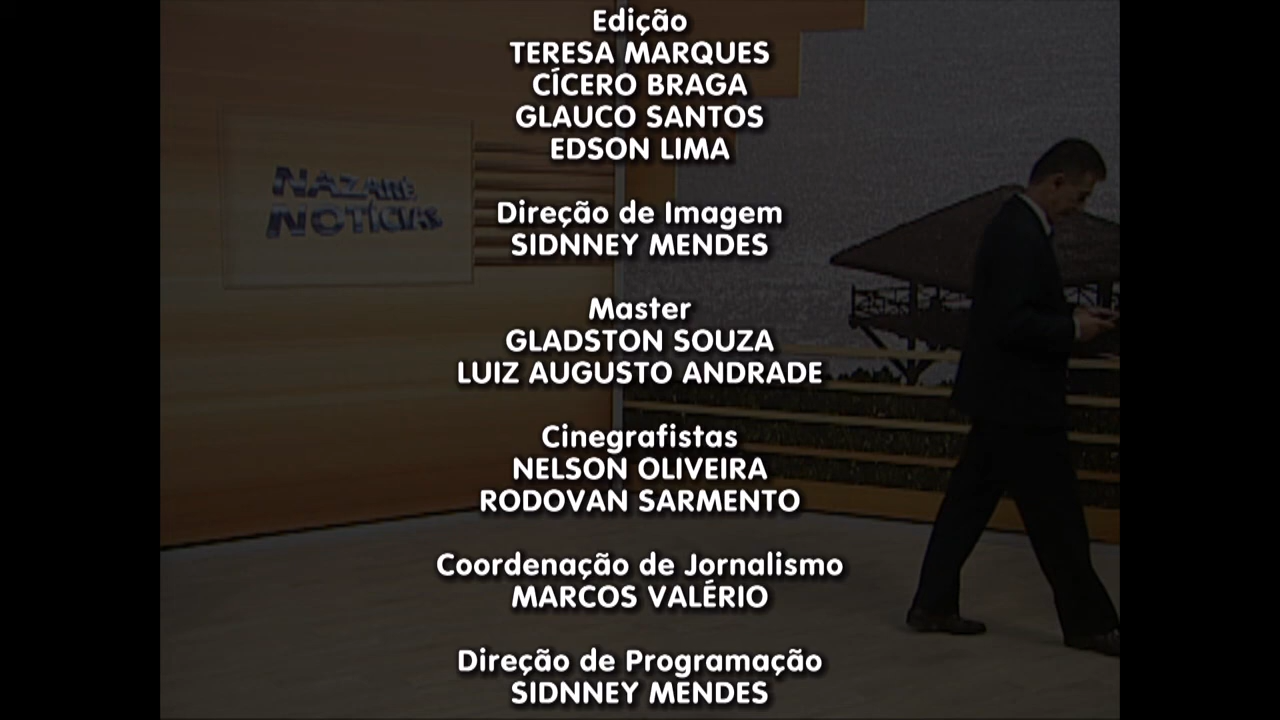 Edição
TERESA MARQUES
CÍCERO BRAGA
GLAUCO SANTOS
EDSON LIMA
NAZARÉ
NOTÍCIAS
Direção de Imagem
SIDNNEY MENDES
Master
GLADSTON SOUZA
LUIZ AUGUSTO ANDRADE
Cinegrafistas
NELSON OLIVEIRA
RODOVAN SARMENTO
Coordenação de Jornalismo
MARCOS VALÉRIO
Direção de Programação
SIDNNEY MENDES